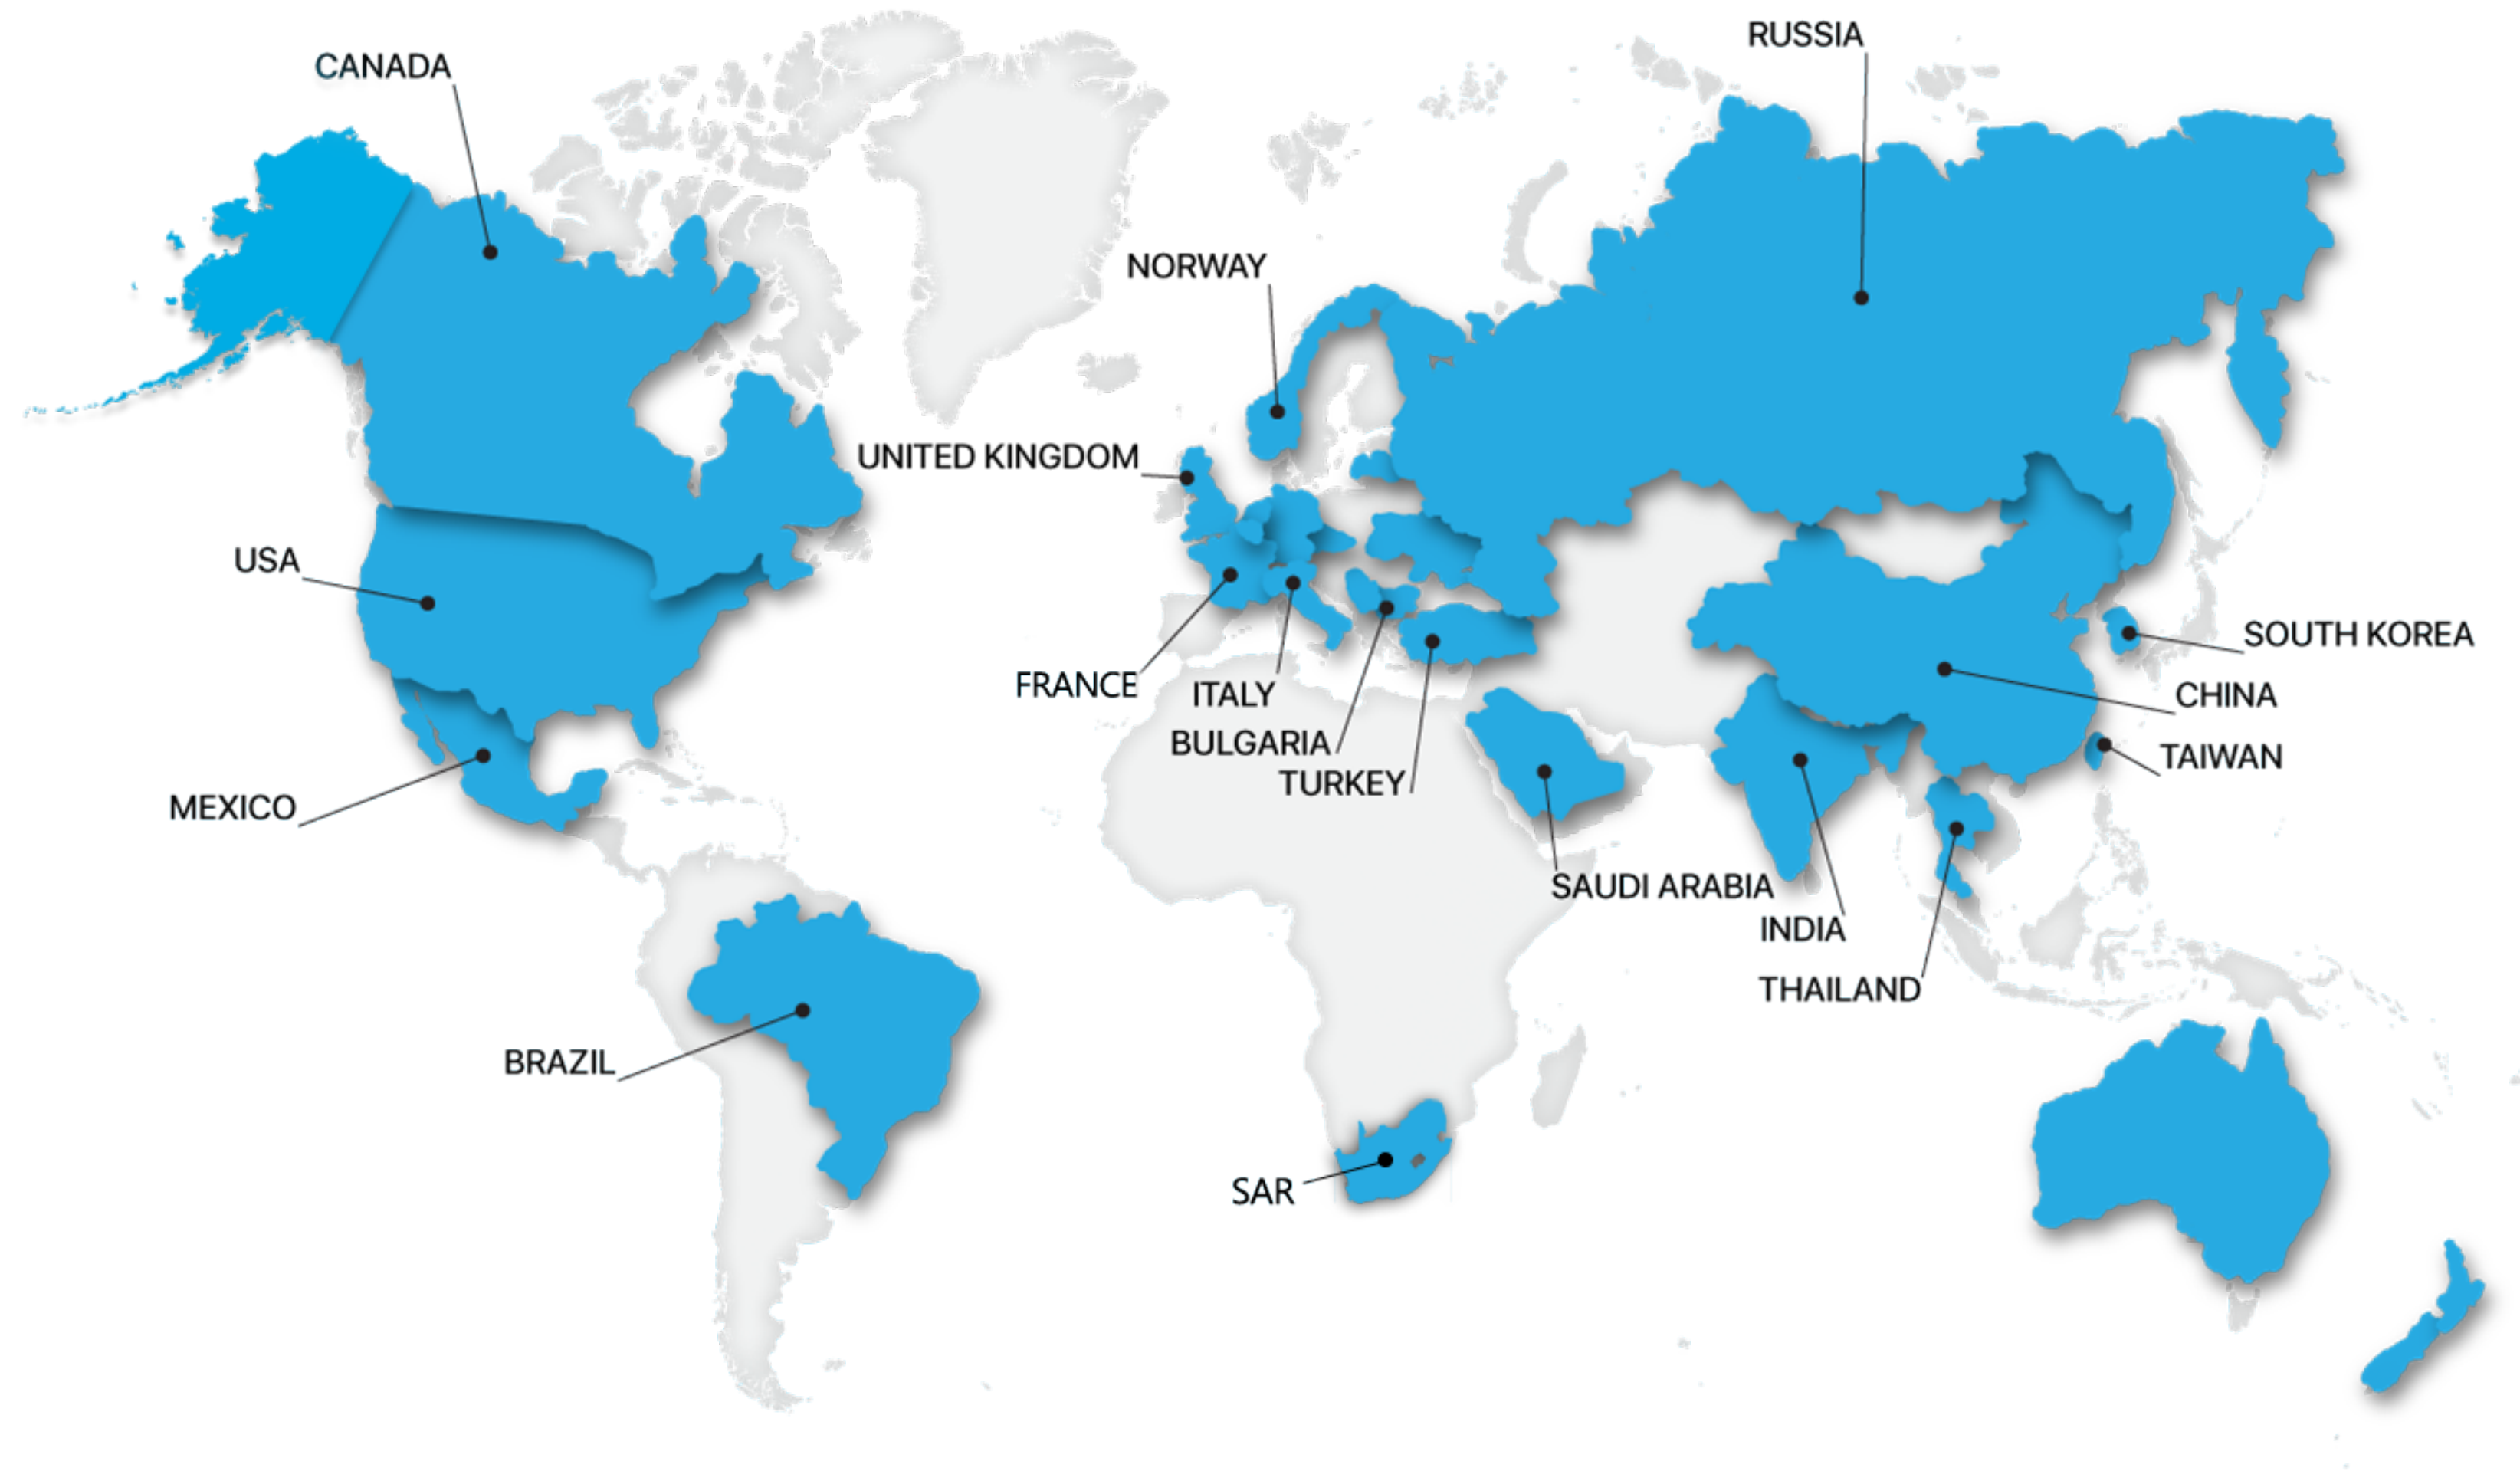 RUSSIA
CANADA
NORWAY
UNITED KINGDOM
USA
SOUTH KOREA
FRANCE
ITALY
CHINA
BULGARIA
TAIWAN
TURKEY
MEXICO
SAUDI ARABIA
INDIA
THAILAND
BRAZIL
SAR